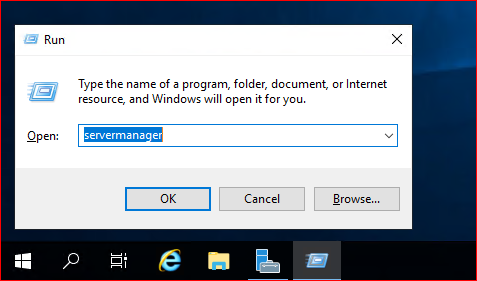 Run
Type the name of a program, folder, document, or Internet
resource, and Windows will open it for you.
Open: servermanager
OK Cancel Browse...